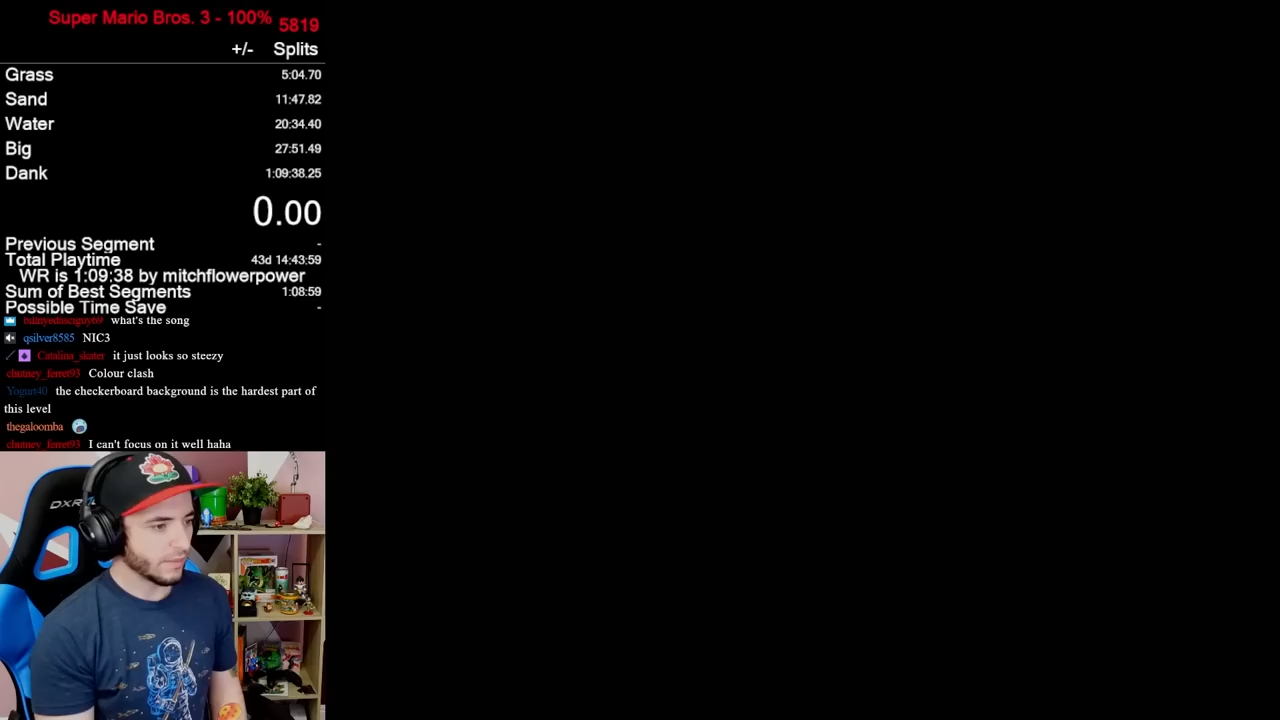 Super Mario Bros. 3 - 100% 5819
+/- Splits
Grass 5:04.70
Sand 11:47.82
Water 20:34.40
Big 27:51.49
Dank 1:09:38.25
0.00
Previous Segment -
Total Playtime 43d 14:43:59
WR is 1:09:38 by mitchflowerpower
Sum of Best Segments 1:08:59
Possible Time Save -
what's the song
qsilver8585 NIC3
Catalina_skater it just looks so steezy
chutney_ferret93 Colour clash
Yogurt40 the checkerboard background is the hardest part of
this level
thegaloomba
chutney_ferret93 I can't focus on it well haha
DXR